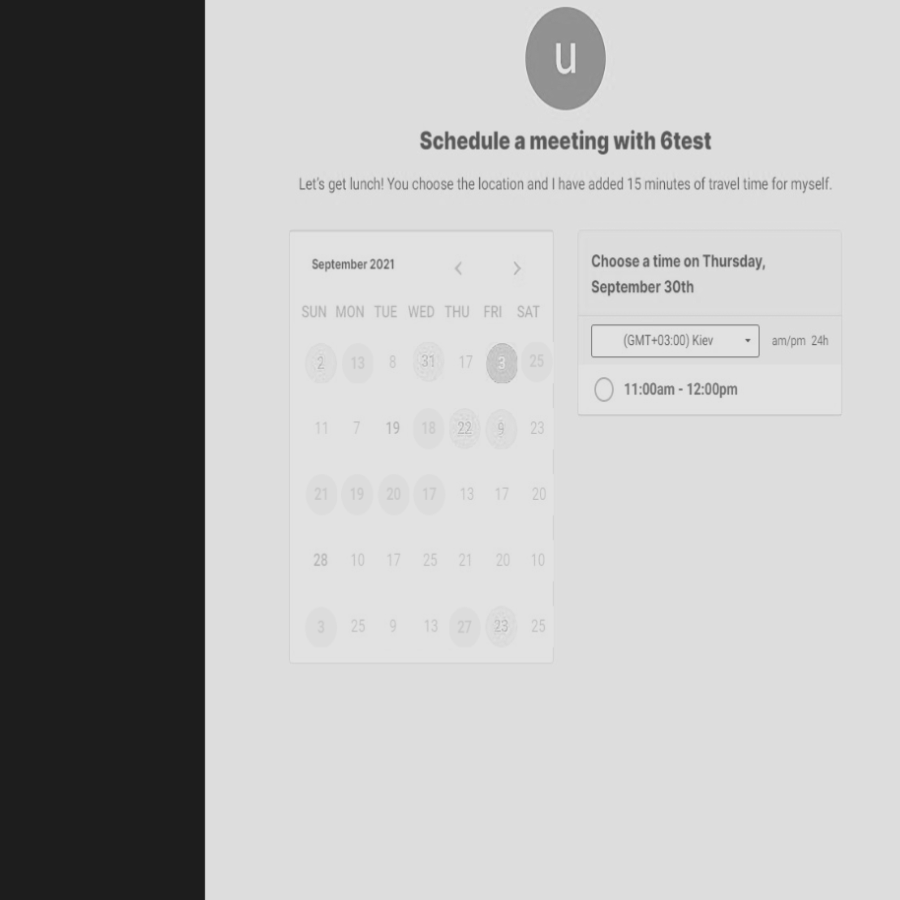 u
Schedule a meeting with 6test
Let's get lunch! You choose the location and I have added 15 minutes of travel time for myself.
September 2021
SUN MON TUE WED THU FRI SAT
2 13 8 31 17 3 25
11 7 19 18 22 9 23
21 19 20 17 13 17 20
28 10 17 25 21 20 10
3 25 9 13 27 23 25
Choose a time on Thursday,
September 30th
(GMT+03:00) Kiev am/pm 24h
11:00am - 12:00pm